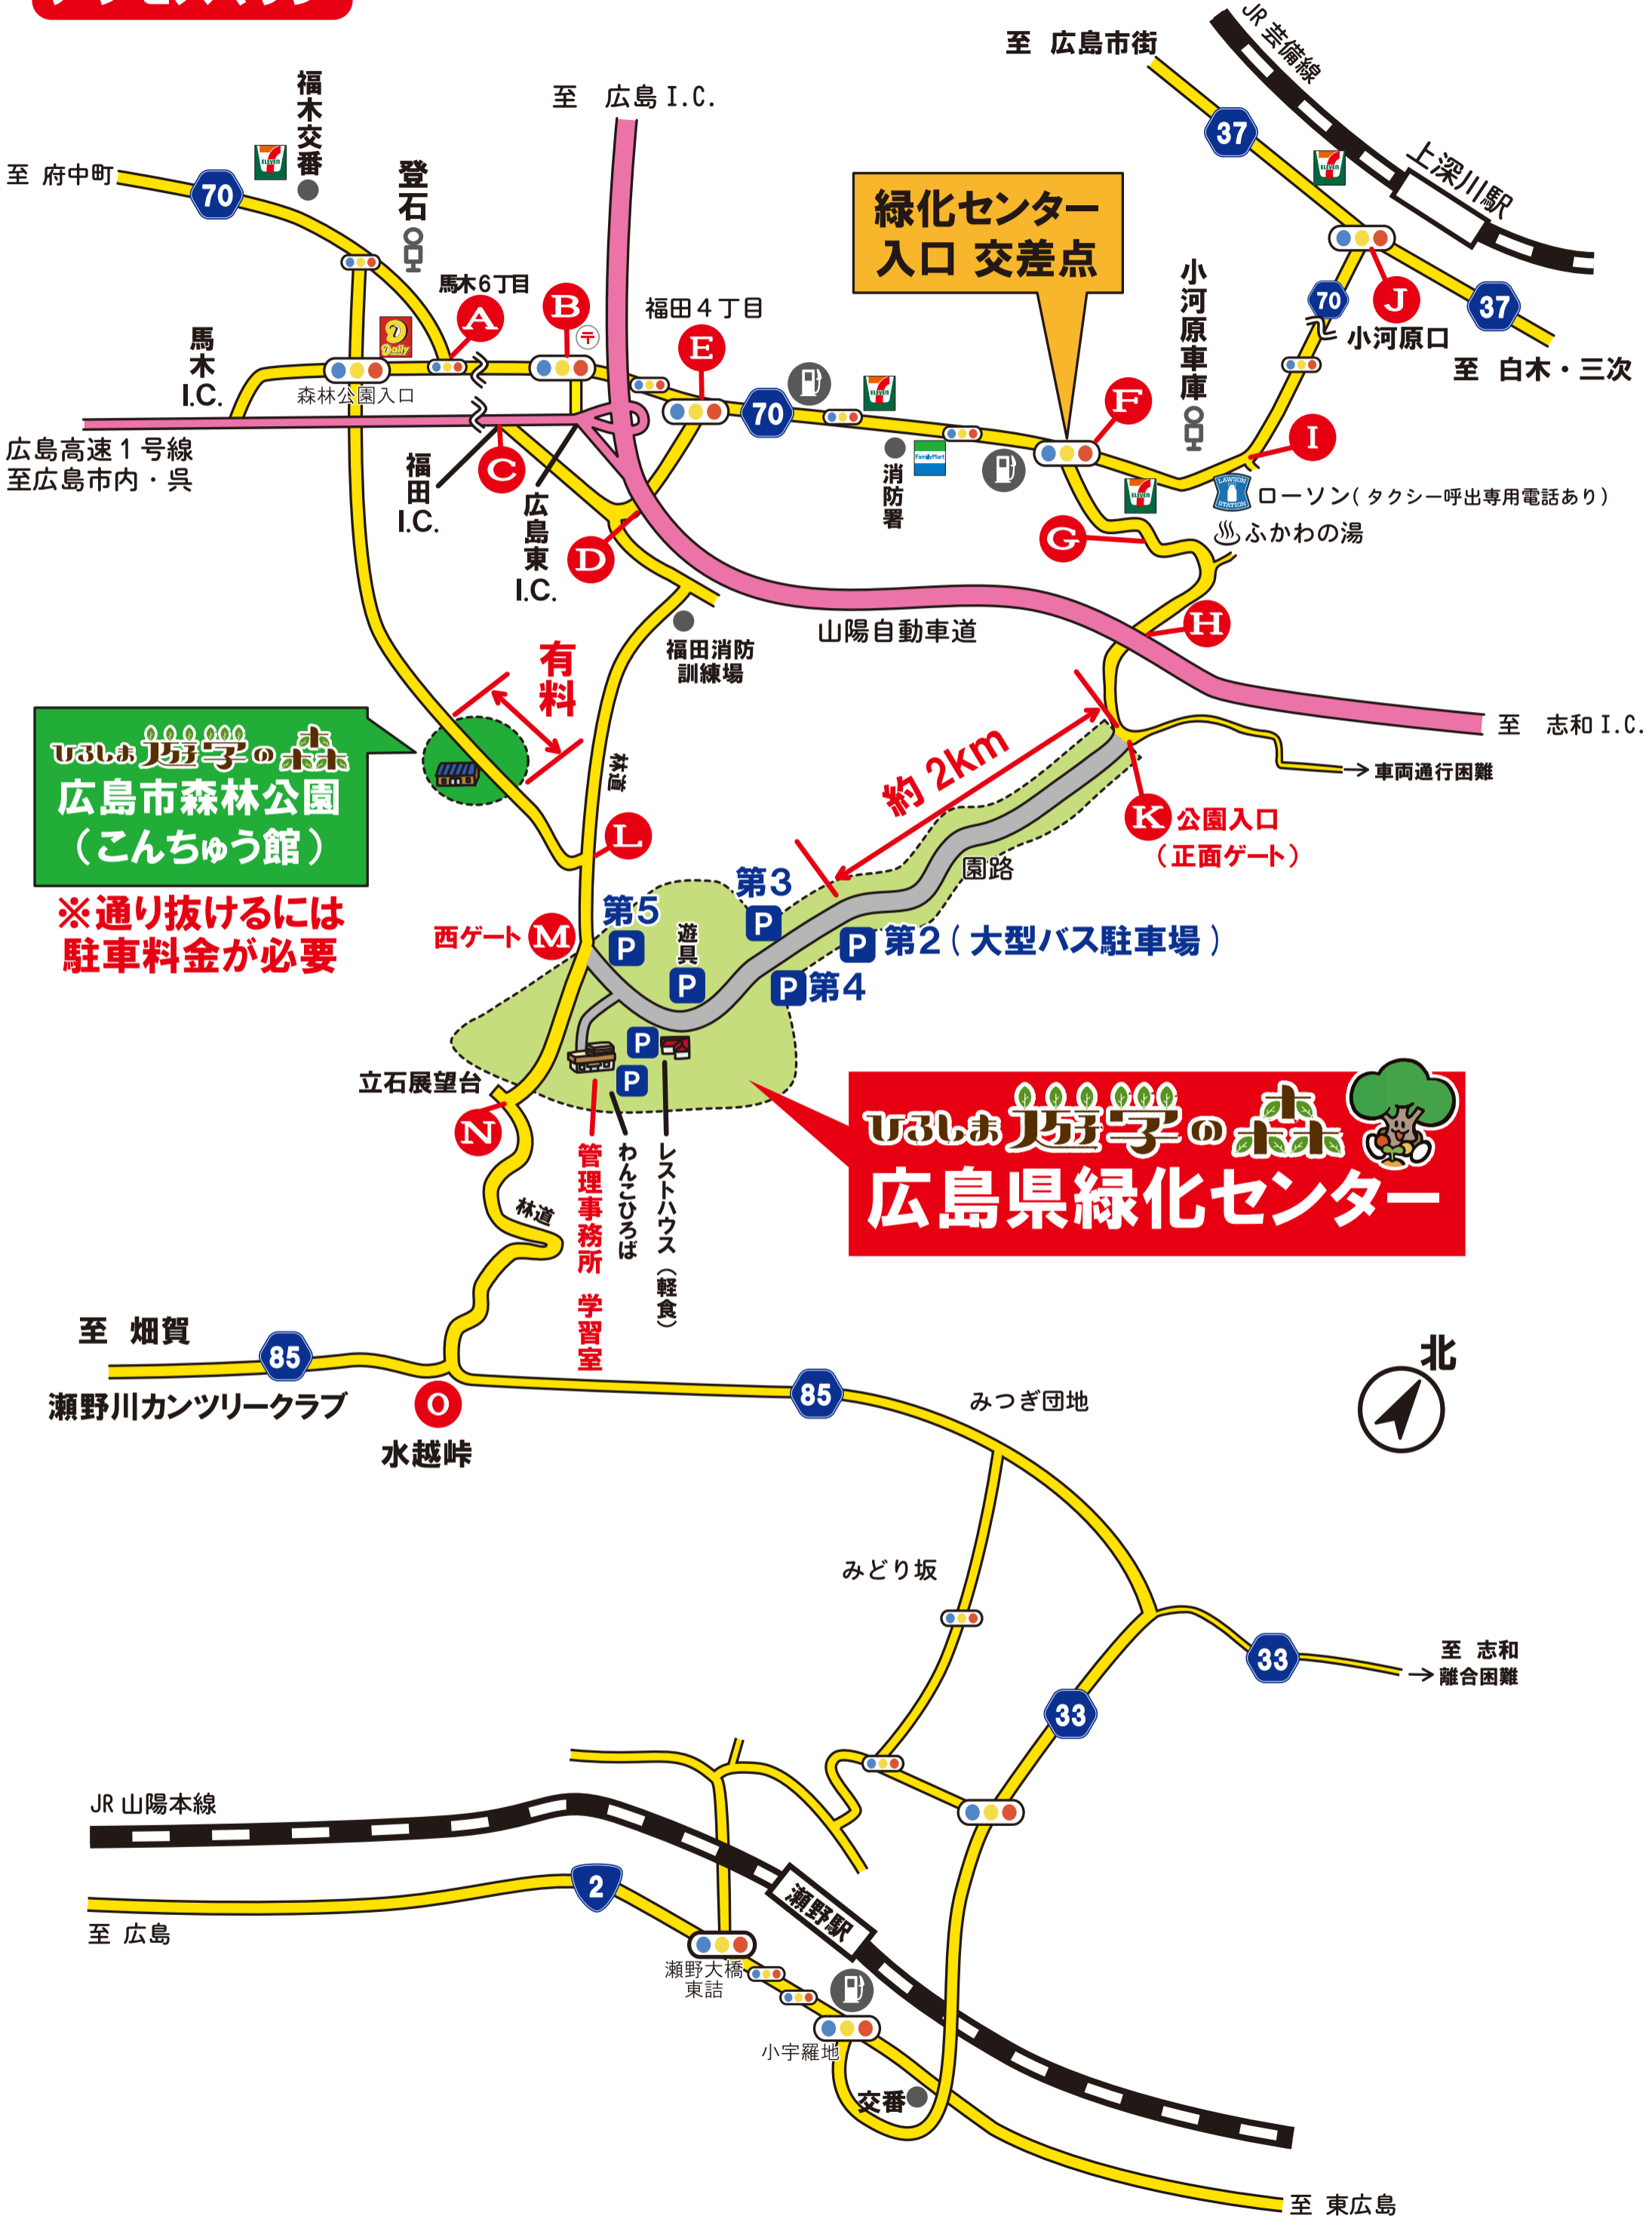 至 広島市街
JR 芸備線
福木交番
至 広島 I.C.
37
上深川駅
至 府中町
70
7
ELEVEN
登石
緑化センター
入口 交差点
小河原車庫
馬木6丁目
A
B
〒
福田４丁目
E
70
J
37
小河原口
至 白木・三次
馬木
I.C.
D
Daily
森林公園入口
70
7
ELEVEN
F
I
広島高速１号線
至広島市内・呉
福田
I.C.
C
広島東
I.C.
D
消防署
FamilyMart
7
ELEVEN
LAWSON
STATION
ローソン( タクシー呼出専用電話あり )
G
ふかわの湯
H
山陽自動車道
福田消防
訓練場
有料
至 志和 I.C.
車両通行困難
ひろしま遊学の森
広島市森林公園
（こんちゅう館）
※通り抜けるには
駐車料金が必要
林道
約 2km
K
公園入口
（正面ゲート）
L
園路
第3
P
第5
P
西ゲート
M
遊具
P
P
第2（大型バス駐車場）
P
第4
P
P
立石展望台
N
管理事務所 学習室
わんこひろば
レストハウス（軽食）
ひろしま遊学の森
広島県緑化センター
林道
至 畑賀
85
瀬野川カンツリークラブ
O
水越峠
85
みつぎ団地
北
みどり坂
33
至 志和
離合困難
33
JR 山陽本線
2
至 広島
瀬野駅
瀬野大橋
東詰
小宇羅地
交番
至 東広島